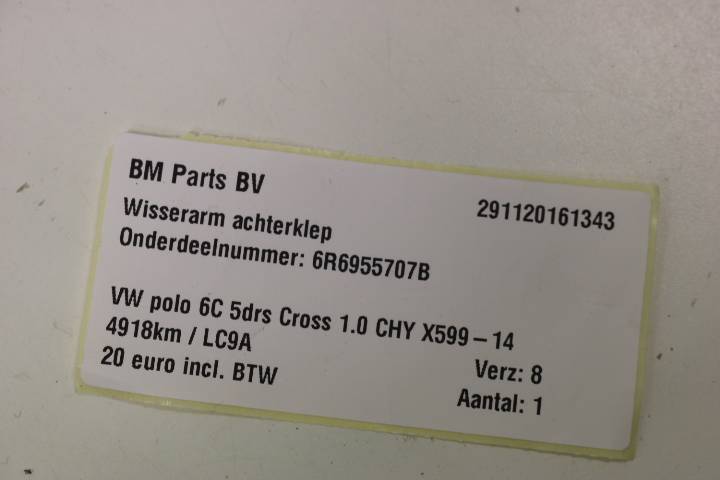 BM Parts BV
291120161343
Wisserarm achterklep
Onderdeelnummer: 6R6955707B
VW polo 6C 5drs Cross 1.0 CHY X599-14
4918km / LC9A
Verz: 8
20 euro incl. BTW
Aantal: 1